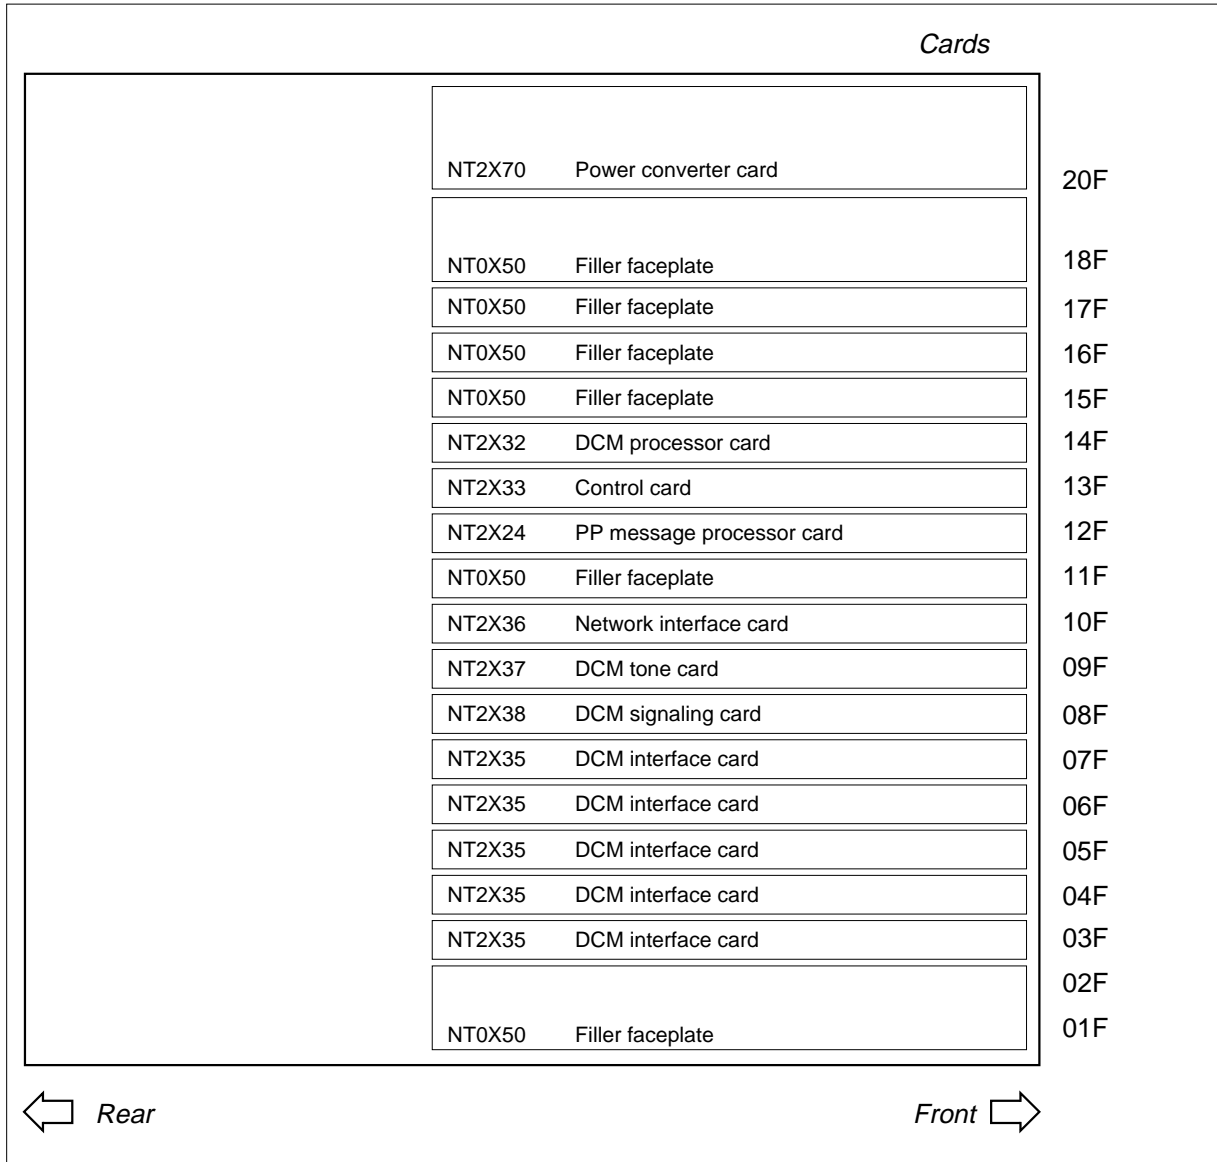 Cards
NT2X70 Power converter card 20F
NT0X50 Filler faceplate 18F
NT0X50 Filler faceplate 17F
NT0X50 Filler faceplate 16F
NT0X50 Filler faceplate 15F
NT2X32 DCM processor card 14F
NT2X33 Control card 13F
NT2X24 PP message processor card 12F
NT0X50 Filler faceplate 11F
NT2X36 Network interface card 10F
NT2X37 DCM tone card 09F
NT2X38 DCM signaling card 08F
NT2X35 DCM interface card 07F
NT2X35 DCM interface card 06F
NT2X35 DCM interface card 05F
NT2X35 DCM interface card 04F
NT2X35 DCM interface card 03F
02F
NT0X50 Filler faceplate 01F
Rear Front